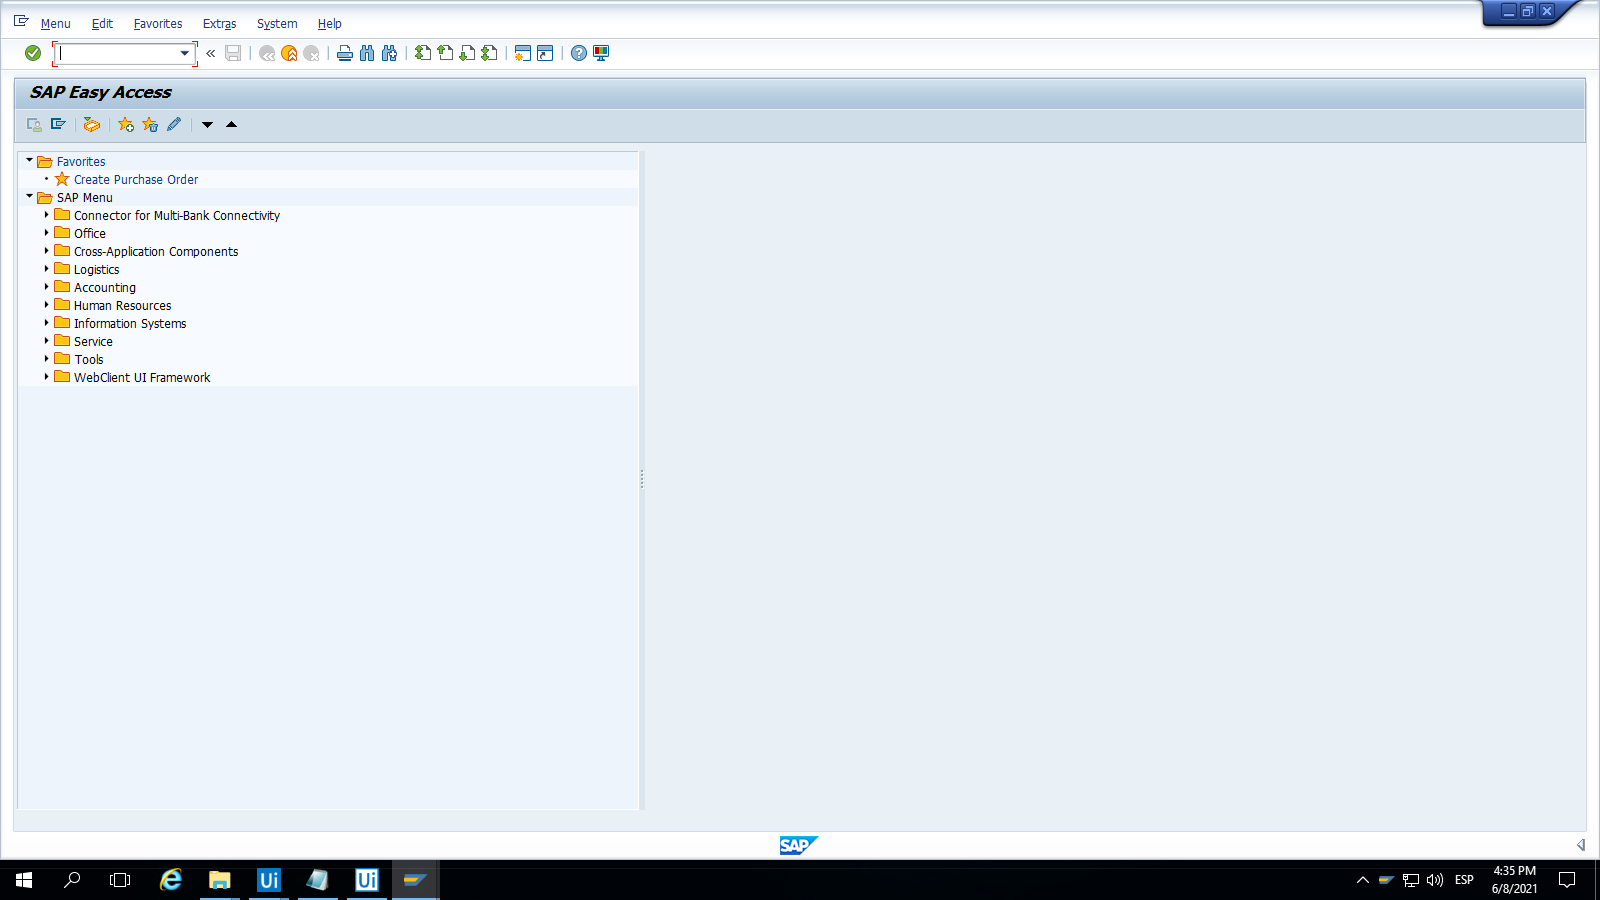 Menu Edit Favorites Extras System Help
SAP Easy Access
Favorites
Create Purchase Order
SAP Menu
Connector for Multi-Bank Connectivity
Office
Cross-Application Components
Logistics
Accounting
Human Resources
Information Systems
Service
Tools
WebClient UI Framework
SAP
Ui
Ui
ESP
4:35 PM
6/8/2021